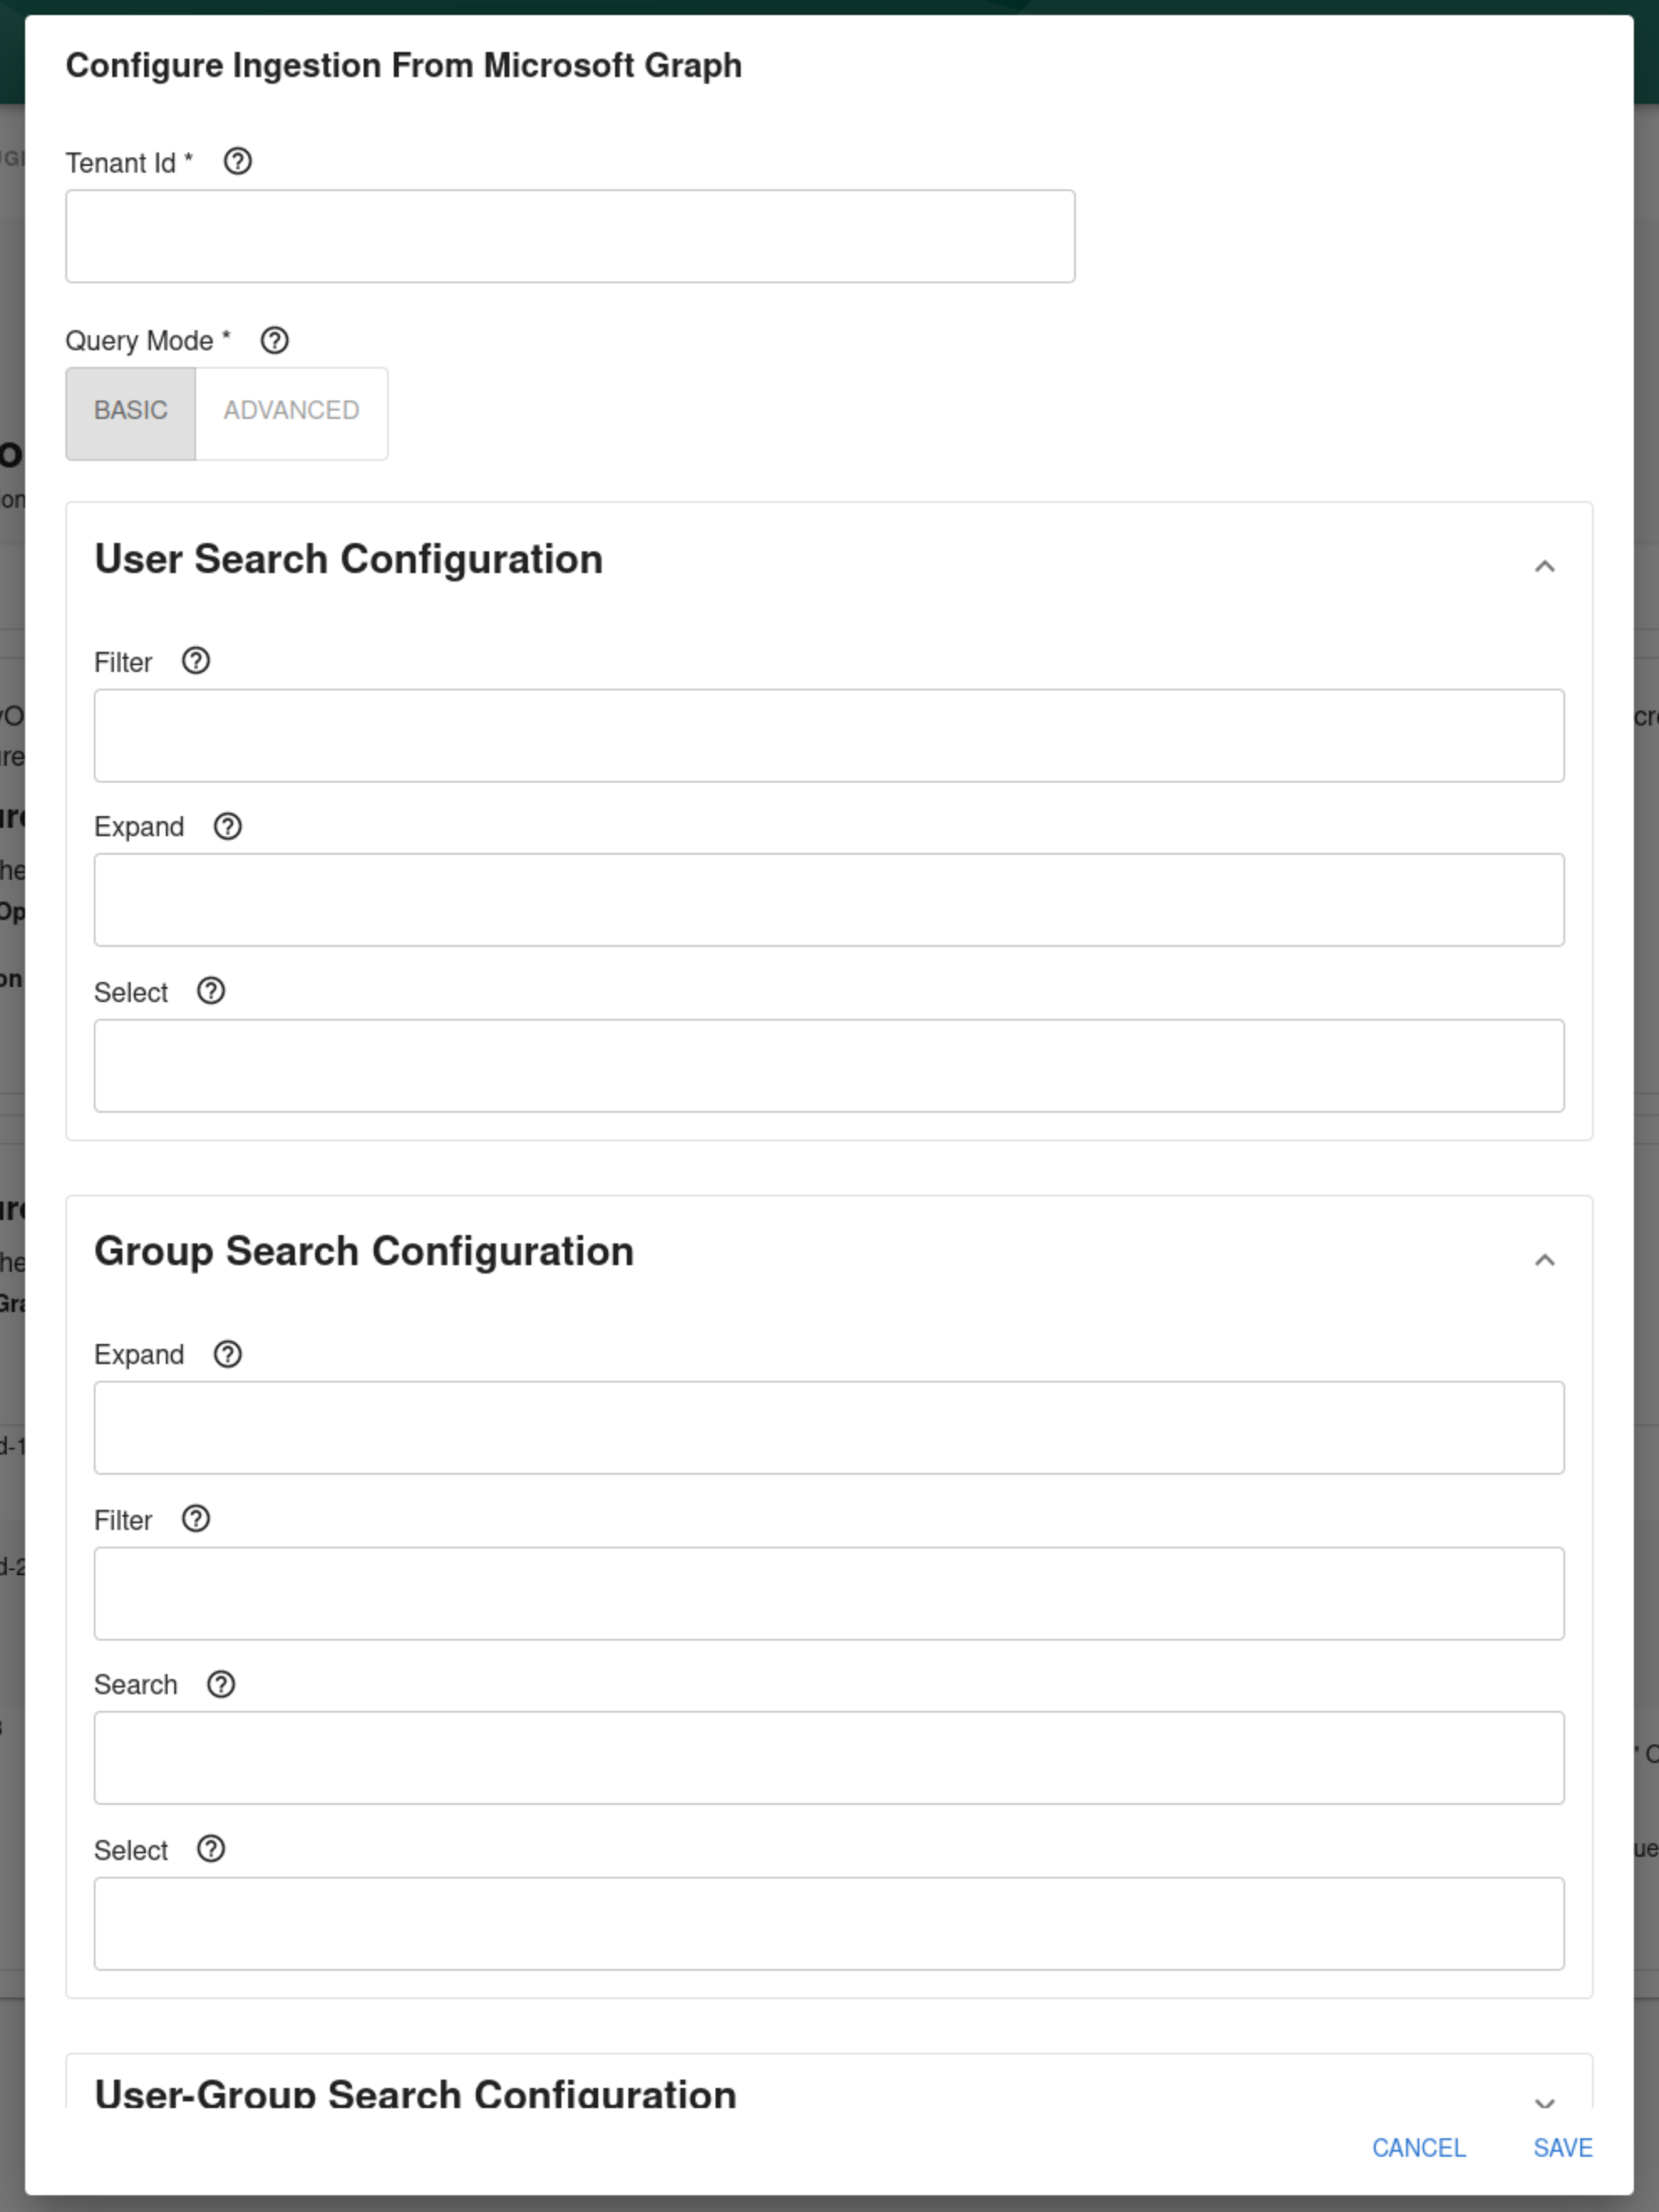 Configure Ingestion From Microsoft Graph
Tenant Id *
Query Mode *
BASIC ADVANCED
User Search Configuration
Filter
Expand
Select
Group Search Configuration
Expand
Filter
Search
Select
User-Group Search Configuration
CANCEL SAVE